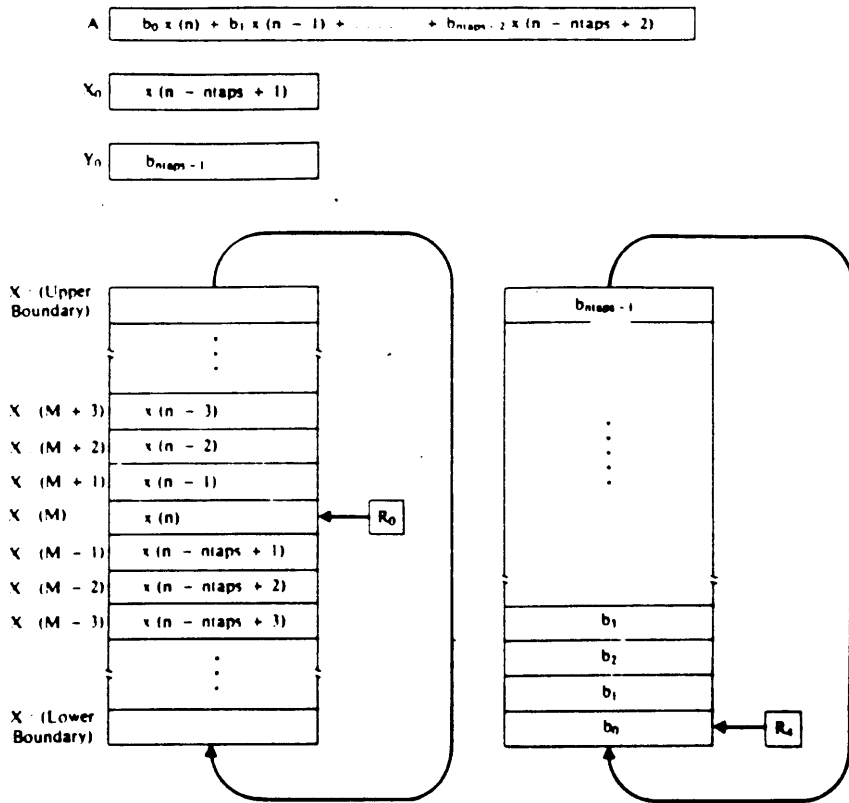 A b₀ x (n) + b₁ x (n − 1) + . . . . . . + bₙₜₐₚₛ₋₂ x (n − ntaps + 2)
X₀ x (n − ntaps + 1)
Y₀ bₙₜₐₚₛ₋₁
X : (Upper Boundary)
X (M + 3) x (n − 3)
X (M + 2) x (n − 2)
X (M + 1) x (n − 1)
X (M) x (n) R₀
X (M − 1) x (n − ntaps + 1)
X (M − 2) x (n − ntaps + 2)
X (M − 3) x (n − ntaps + 3)
X : (Lower Boundary)
bₙₜₐₚₛ₋₁
b₁
b₂
b₁
b₀ R₄